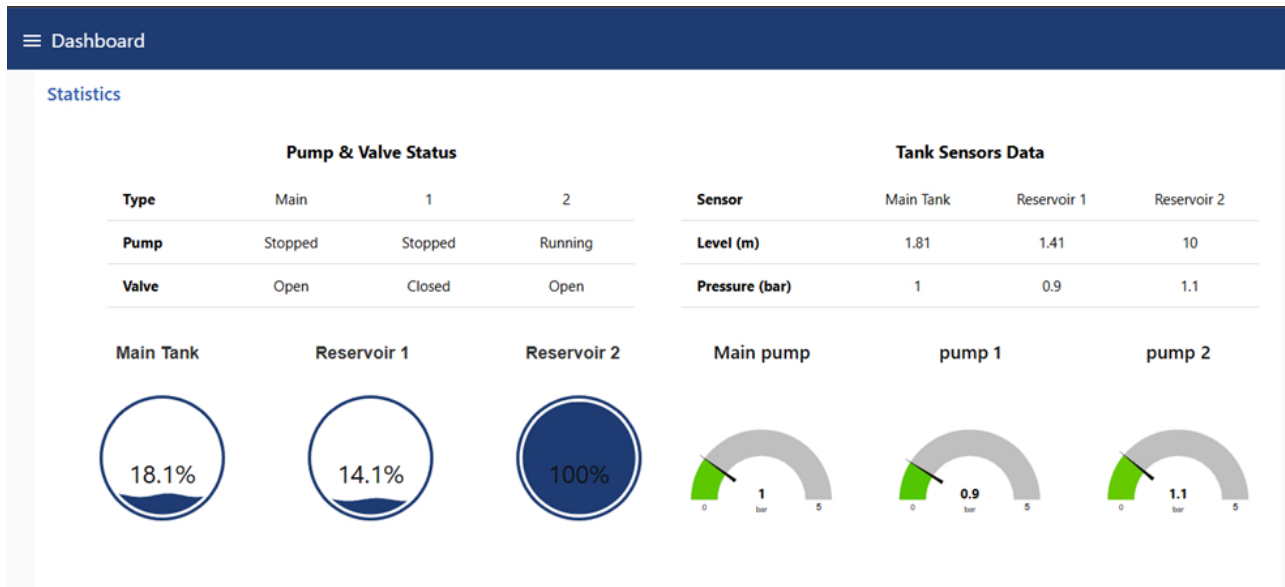 Dashboard
Statistics
Pump & Valve Status
Type Main 1 2
Pump Stopped Stopped Running
Valve Open Closed Open
Tank Sensors Data
Sensor Main Tank Reservoir 1 Reservoir 2
Level (m) 1.81 1.41 10
Pressure (bar) 1 0.9 1.1
Main Tank Reservoir 1 Reservoir 2
18.1% 14.1% 100%
Main pump pump 1 pump 2
1 0.9 1.1
0 bar 5 0 bar 5 0 bar 5